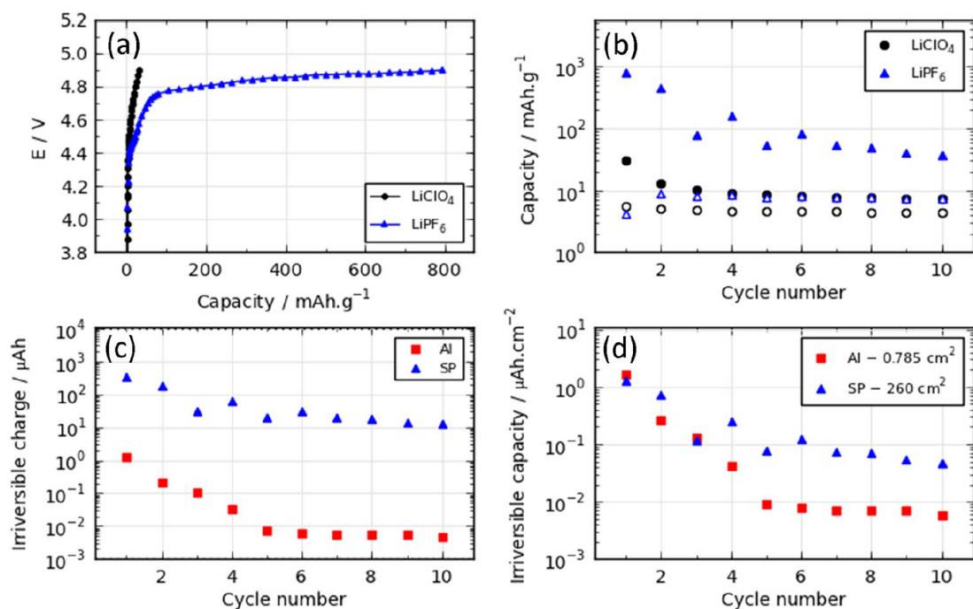 (a)
5.0
4.8
4.6
4.4
4.2
4.0
3.8
E / V
0
200
400
600
800
Capacity / mAh.g⁻¹
LiClO₄
LiPF₆
(b)
10³
10²
10¹
10⁰
Capacity / mAh.g⁻¹
2
4
6
8
10
Cycle number
LiClO₄
LiPF₆
(c)
10⁴
10³
10²
10¹
10⁰
10⁻¹
10⁻²
10⁻³
Irriversible charge / μAh
2
4
6
8
10
Cycle number
Al
SP
(d)
10¹
10⁰
10⁻¹
10⁻²
10⁻³
Irriversible capacity / μAh.cm⁻²
2
4
6
8
10
Cycle number
Al − 0.785 cm²
SP − 260 cm²